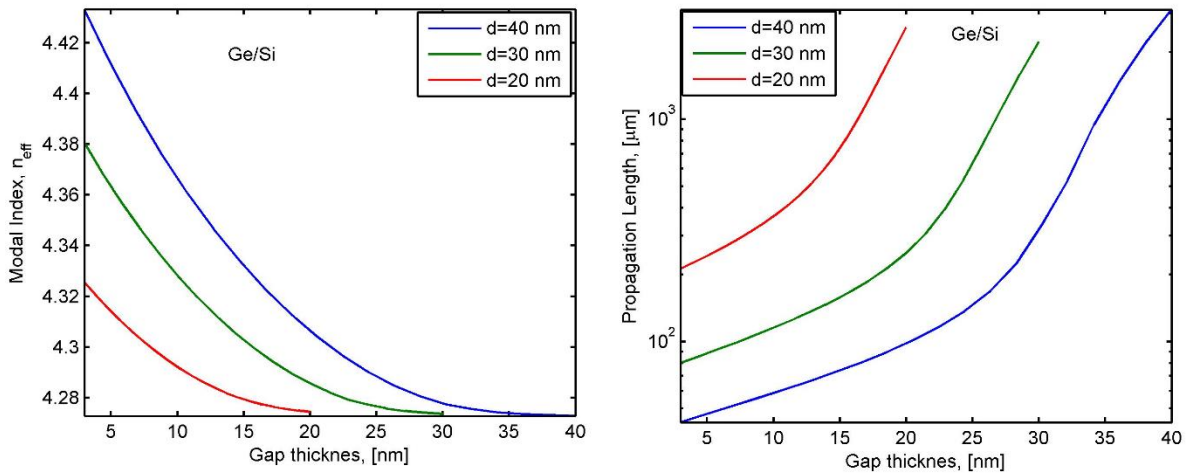 4.42
4.4
4.38
4.36
4.34
4.32
4.3
4.28
Modal Index, n_eff
Ge/Si
d=40 nm
d=30 nm
d=20 nm
5 10 15 20 25 30 35 40
Gap thicknes, [nm]
d=40 nm
d=30 nm
d=20 nm
Ge/Si
10^3
10^2
Propagation Length, [μm]
5 10 15 20 25 30 35 40
Gap thicknes, [nm]